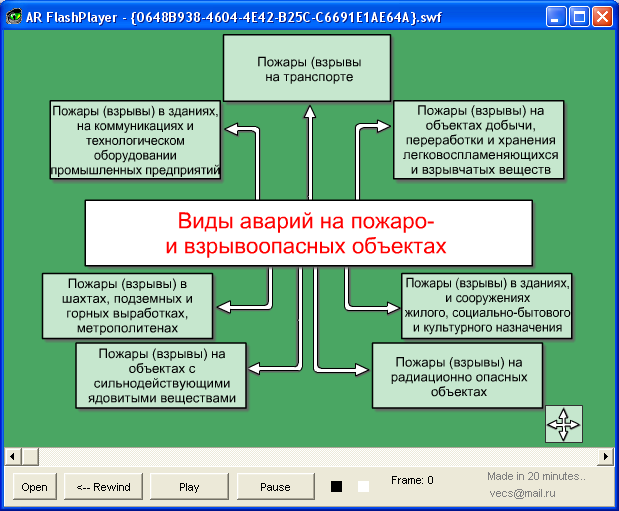 AR FlashPlayer - {0648B938-4604-4E42-B25C-C6691E1AE64A}.swf
Пожары (взрывы
на транспорте
Пожары (взрывы) в зданиях,
на коммуникациях и
технологическом
оборудовании
промышленных предприятий
Пожары (взрывы) на
объектах добычи,
переработки и хранения
легковоспламеняющихся
и взрывчатых веществ
Виды аварий на пожаро-
и взрывоопасных объектах
Пожары (взрывы) в
шахтах, подземных и
горных выработках,
метрополитенах
Пожары (взрывы) в зданиях,
и сооружениях
жилого, социально-бытового
и культурного назначения
Пожары (взрывы) на
объектах с
сильнодействующими
ядовитыми веществами
Пожары (взрывы) на
радиационно опасных
объектах
Open
<-- Rewind
Play
Pause
Frame: 0
Made in 20 minutes..
vecs@mail.ru